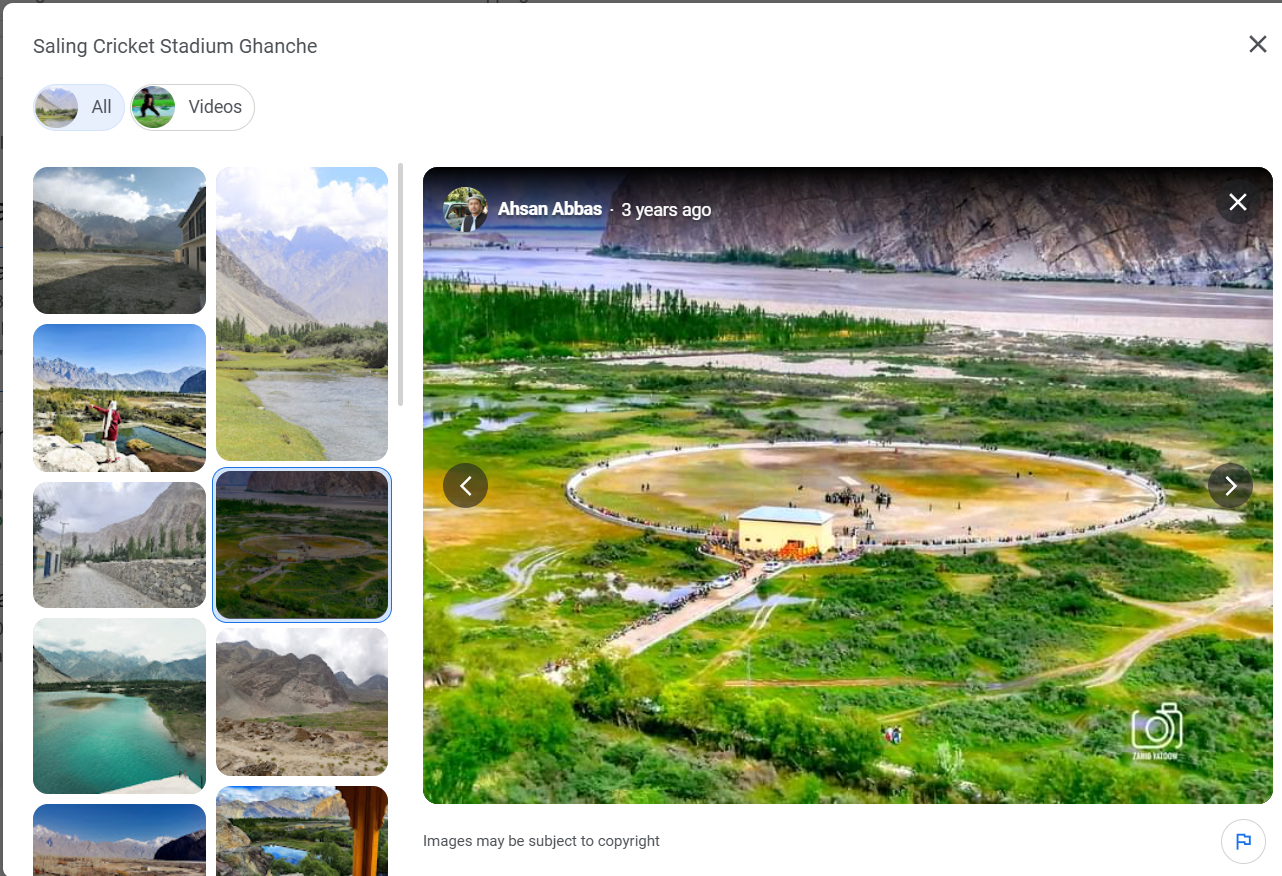 Saling Cricket Stadium Ghanche
All
Videos
Ahsan Abbas · 3 years ago
ZAHID YATOOW
Images may be subject to copyright